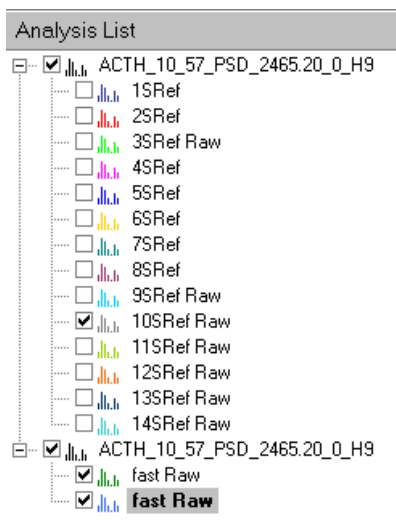 Analysis List
ACTH_10_57_PSD_2465.20_0_H9
1SRef
2SRef
3SRef Raw
4SRef
5SRef
6SRef
7SRef
8SRef
9SRef Raw
10SRef Raw
11SRef Raw
12SRef Raw
13SRef Raw
14SRef Raw
ACTH_10_57_PSD_2465.20_0_H9
fast Raw
fast Raw